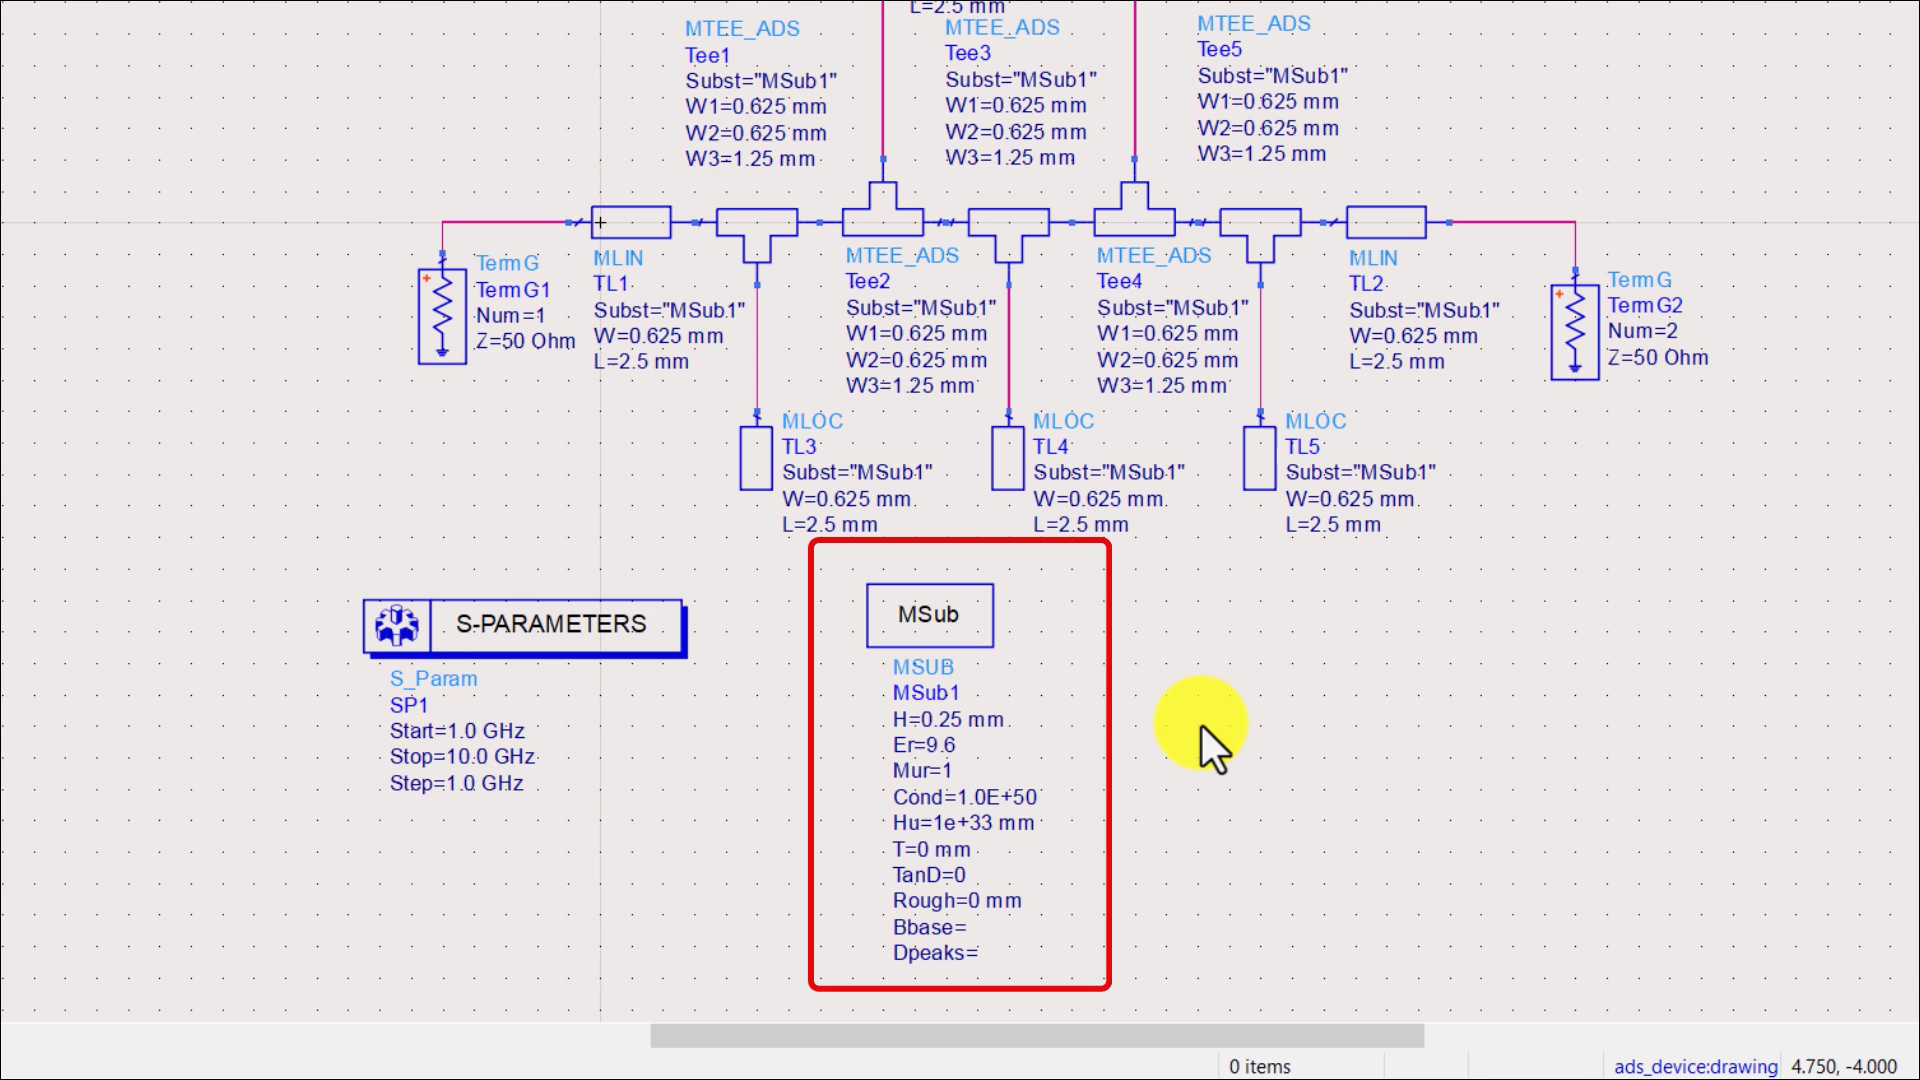 L=2.5 mm
MTEE_ADS
Tee1
Subst="MSub1"
W1=0.625 mm
W2=0.625 mm
W3=1.25 mm
MTEE_ADS
Tee3
Subst="MSub1"
W1=0.625 mm
W2=0.625 mm
W3=1.25 mm
MTEE_ADS
Tee5
Subst="MSub1"
W1=0.625 mm
W2=0.625 mm
W3=1.25 mm
TermG
TermG1
Num=1
Z=50 Ohm
MLIN
TL1
Subst="MSub1"
W=0.625 mm
L=2.5 mm
MTEE_ADS
Tee2
Subst="MSub1"
W1=0.625 mm
W2=0.625 mm
W3=1.25 mm
MTEE_ADS
Tee4
Subst="MSub1"
W1=0.625 mm
W2=0.625 mm
W3=1.25 mm
MLIN
TL2
Subst="MSub1"
W=0.625 mm
L=2.5 mm
TermG
TermG2
Num=2
Z=50 Ohm
MLOC
TL3
Subst="MSub1"
W=0.625 mm
L=2.5 mm
MLOC
TL4
Subst="MSub1"
W=0.625 mm
L=2.5 mm
MLOC
TL5
Subst="MSub1"
W=0.625 mm
L=2.5 mm
S-PARAMETERS
S_Param
SP1
Start=1.0 GHz
Stop=10.0 GHz
Step=1.0 GHz
MSub
MSUB
MSub1
H=0.25 mm
Er=9.6
Mur=1
Cond=1.0E+50
Hu=1e+33 mm
T=0 mm
TanD=0
Rough=0 mm
Bbase=
Dpeaks=
0 items
ads_device:drawing
4.750, -4.000